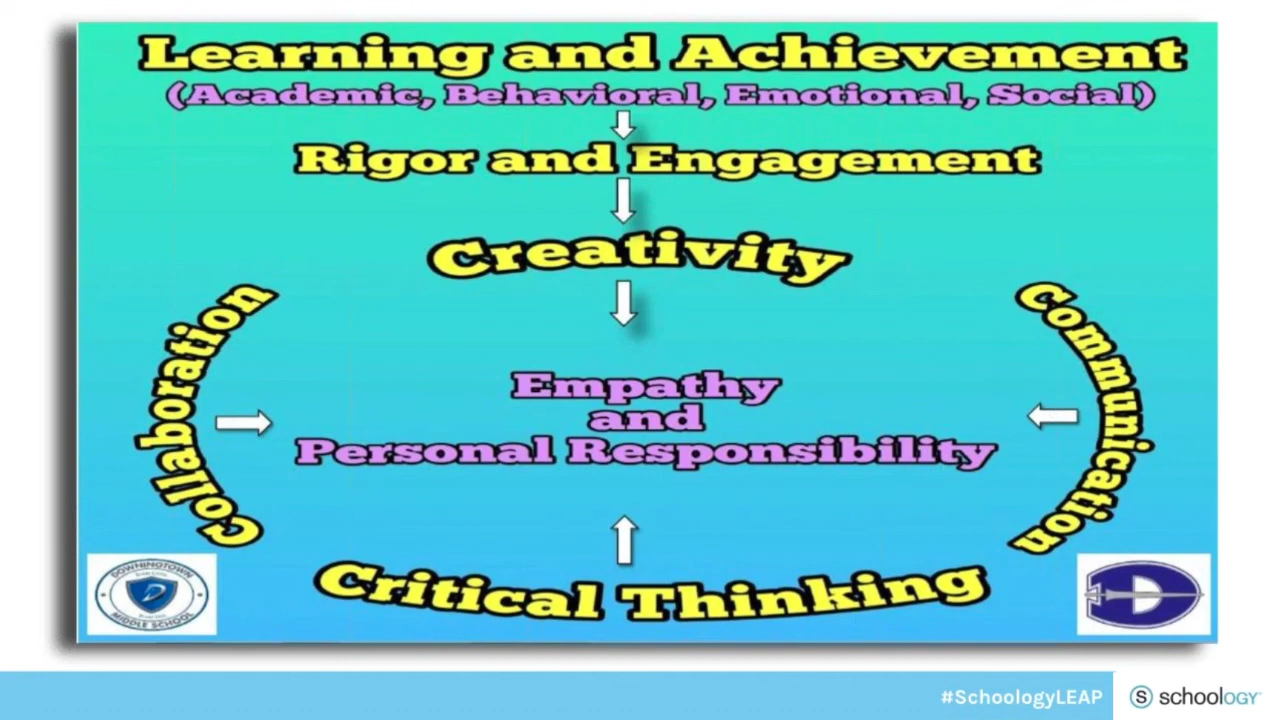 Learning and Achievement
(Academic, Behavioral, Emotional, Social)
Rigor and Engagement
Creativity
Collaboration
Communication
Empathy
and
Personal Responsibility
Critical Thinking
DOWNINGTOWN
MIDDLE SCHOOL
D
#SchoologyLEAP
S schoology